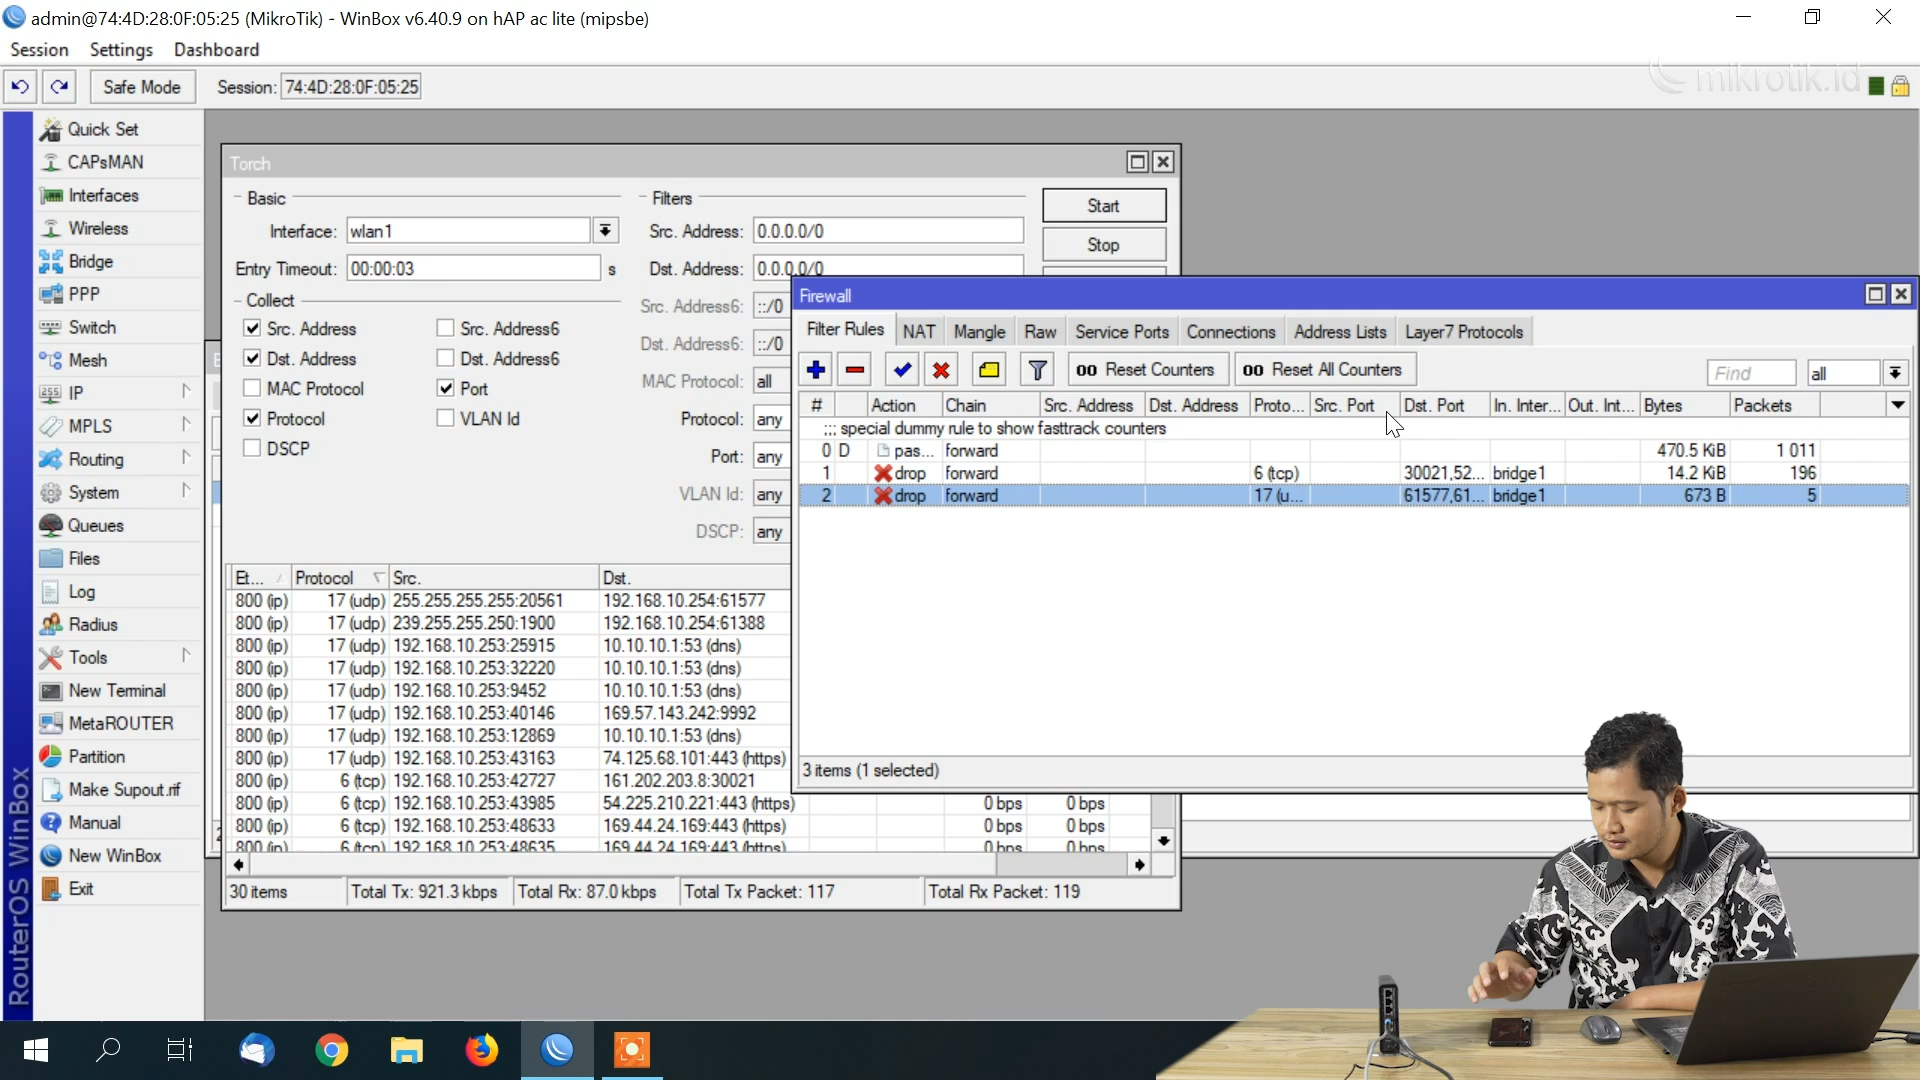 admin@74:4D:28:0F:05:25 (MikroTik) - WinBox v6.40.9 on hAP ac lite (mipsbe)
Session Settings Dashboard
Safe Mode Session: 74:4D:28:0F:05:25
mikrotik.id
Quick Set
CAPsMAN
Interfaces
Wireless
Bridge
PPP
Switch
Mesh
IP
MPLS
Routing
System
Queues
Files
Log
Radius
Tools
New Terminal
MetaROUTER
Partition
Make Supout.rif
Manual
New WinBox
Exit
RouterOS WinBox
Torch
Basic
Interface: wlan1
Entry Timeout: 00:00:03 s
Collect
Src. Address Src. Address6
Dst. Address Dst. Address6
MAC Protocol Port
Protocol VLAN Id
DSCP
Filters
Src. Address: 0.0.0.0/0
Dst. Address: 0.0.0.0/0
Src. Address6: ::/0
Dst. Address6: ::/0
MAC Protocol: all
Protocol: any
Port: any
VLAN Id: any
DSCP: any
Start
Stop
Et... Protocol Src. Dst.
800 (ip) 17 (udp) 255.255.255.255:20561 192.168.10.254:61577
800 (ip) 17 (udp) 239.255.255.250:1900 192.168.10.254:61388
800 (ip) 17 (udp) 192.168.10.253:25915 10.10.10.1:53 (dns)
800 (ip) 17 (udp) 192.168.10.253:32220 10.10.10.1:53 (dns)
800 (ip) 17 (udp) 192.168.10.253:9452 10.10.10.1:53 (dns)
800 (ip) 17 (udp) 192.168.10.253:40146 169.57.143.242:9992
800 (ip) 17 (udp) 192.168.10.253:12869 10.10.10.1:53 (dns)
800 (ip) 17 (udp) 192.168.10.253:43163 74.125.68.101:443 (https)
800 (ip) 6 (tcp) 192.168.10.253:42727 161.202.203.8:30021
800 (ip) 6 (tcp) 192.168.10.253:43985 54.225.210.221:443 (https) 0 bps 0 bps
800 (ip) 6 (tcp) 192.168.10.253:48633 169.44.24.169:443 (https) 0 bps 0 bps
800 (ip) 6 (tcp) 192.168.10.253:48635 169.44.24.169:443 (https) 0 bps 0 bps
30 items Total Tx: 921.3 kbps Total Rx: 87.0 kbps Total Tx Packet: 117 Total Rx Packet: 119
Firewall
Filter Rules NAT Mangle Raw Service Ports Connections Address Lists Layer7 Protocols
00 Reset Counters 00 Reset All Counters Find all
# Action Chain Src. Address Dst. Address Proto... Src. Port Dst. Port In. Inter... Out. Int... Bytes Packets
;;; special dummy rule to show fasttrack counters
0 D pas... forward 470.5 KiB 1 011
1 drop forward 6 (tcp) 30021,52... bridge1 14.2 KiB 196
2 drop forward 17 (u... 61577,61... bridge1 673 B 5
3 items (1 selected)